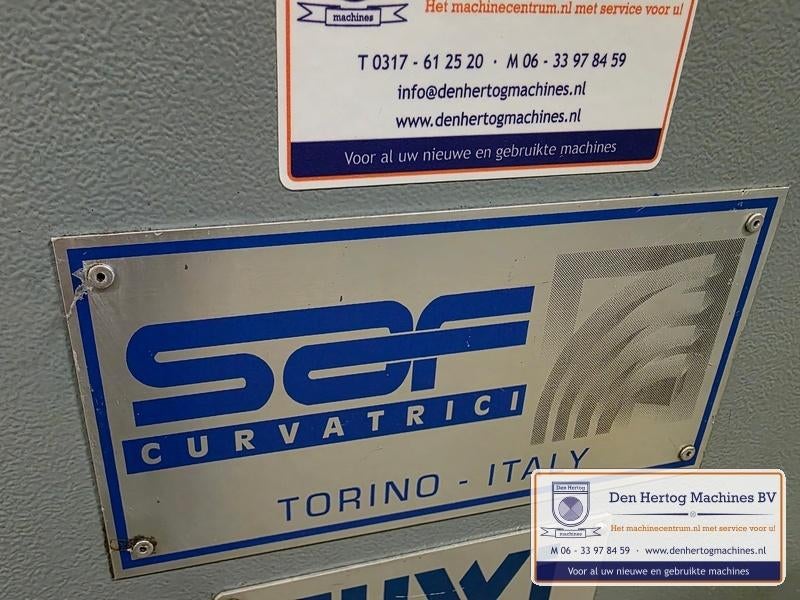 machines
Het machinecentrum.nl met service voor u!
T 0317 - 61 25 20 · M 06 - 33 97 84 59
info@denhertogmachines.nl
www.denhertogmachines.nl
Voor al uw nieuwe en gebruikte machines
saf
CURVATRICI
TORINO - ITALY
Den Hertog
machines
Den Hertog Machines BV
Het machinecentrum.nl met service voor u!
M 06 - 33 97 84 59 · www.denhertogmachines.nl
Voor al uw nieuwe en gebruikte machines